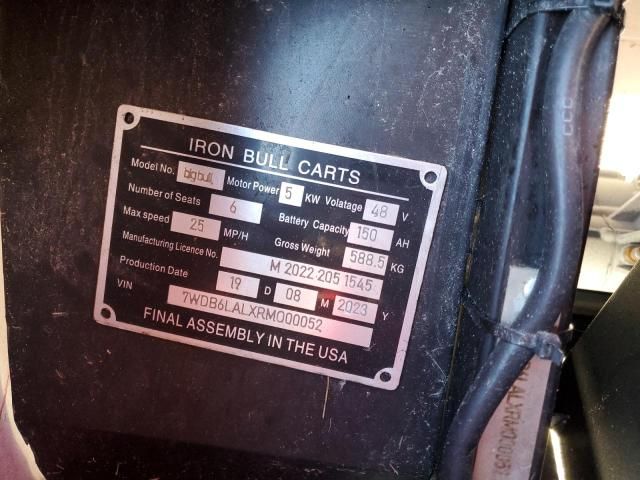 IRON BULL CARTS
Model No. big bull Motor Power 5 KW Volatage 48 V
Number of Seats 6 Battery Capacity 150 AH
Max speed 25 MP/H Gross Weight 588.5 KG
Manufacturing Licence No. M 2022 205 1545
Production Date 19 D 08 M 2023 Y
VIN 7WDB6LALXRM000052
FINAL ASSEMBLY IN THE USA